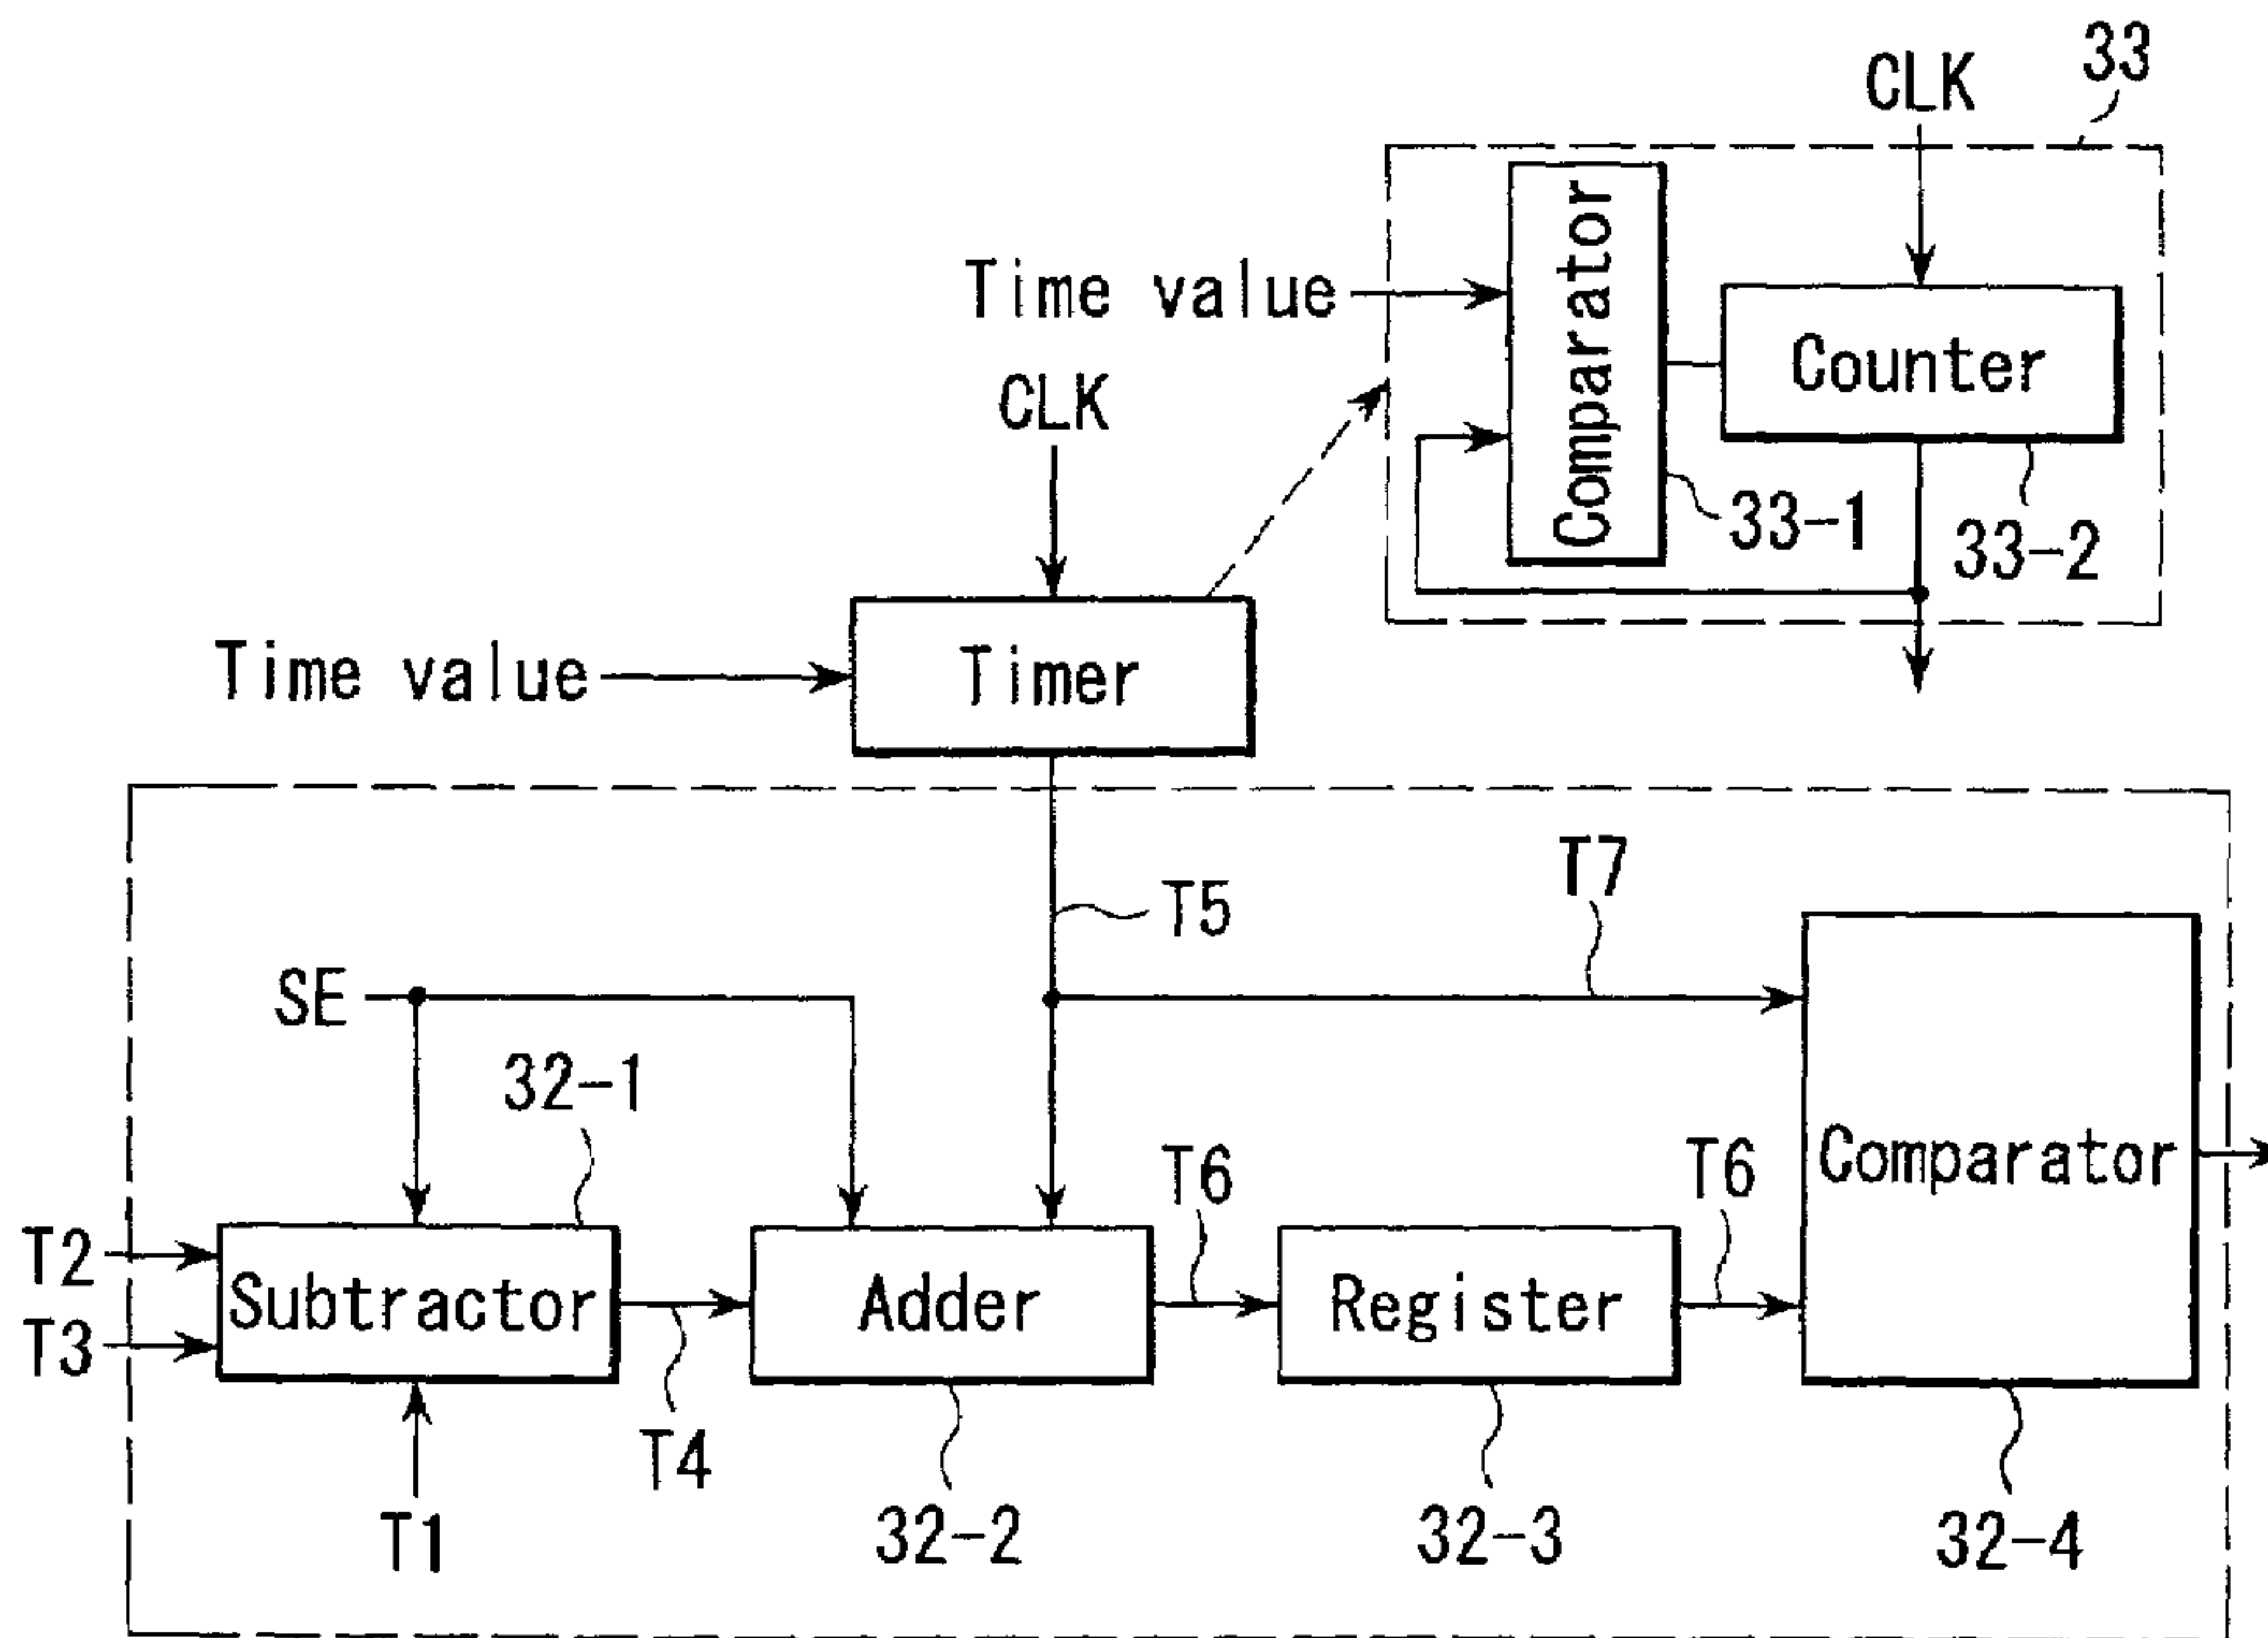 33
CLK
Time value
Comparator
Counter
CLK
33-1
33-2
Time value
Timer
T7
T5
SE
32-1
T6
T6
Comparator
T2
Subtractor
Adder
Register
T3
T4
T1
32-2
32-3
32-4